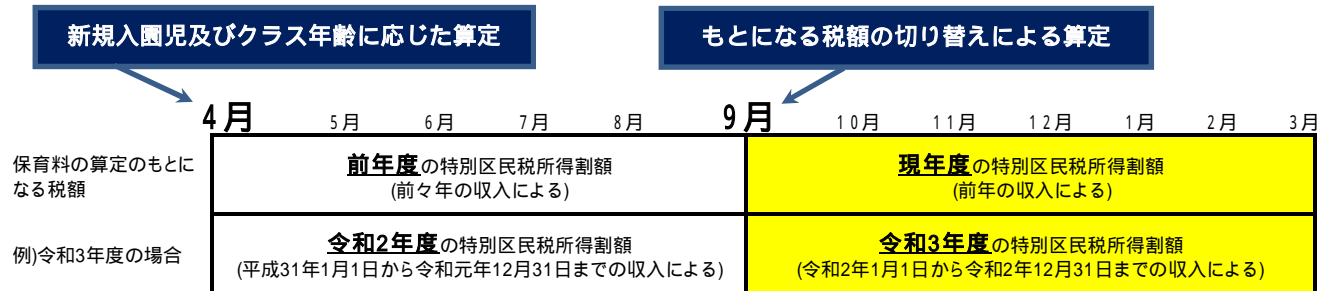 新規入園児及びクラス年齢に応じた算定
もとになる税額の切り替えによる算定
4月 5月 6月 7月 8月 9月 10月 11月 12月 1月 2月 3月
保育料の算定のもとに
なる税額
前年度の特別区民税所得割額
(前々年の収入による)
現年度の特別区民税所得割額
(前年の収入による)
例)令和3年度の場合
令和2年度の特別区民税所得割額
(平成31年1月1日から令和元年12月31日までの収入による)
令和3年度の特別区民税所得割額
(令和2年1月1日から令和2年12月31日までの収入による)